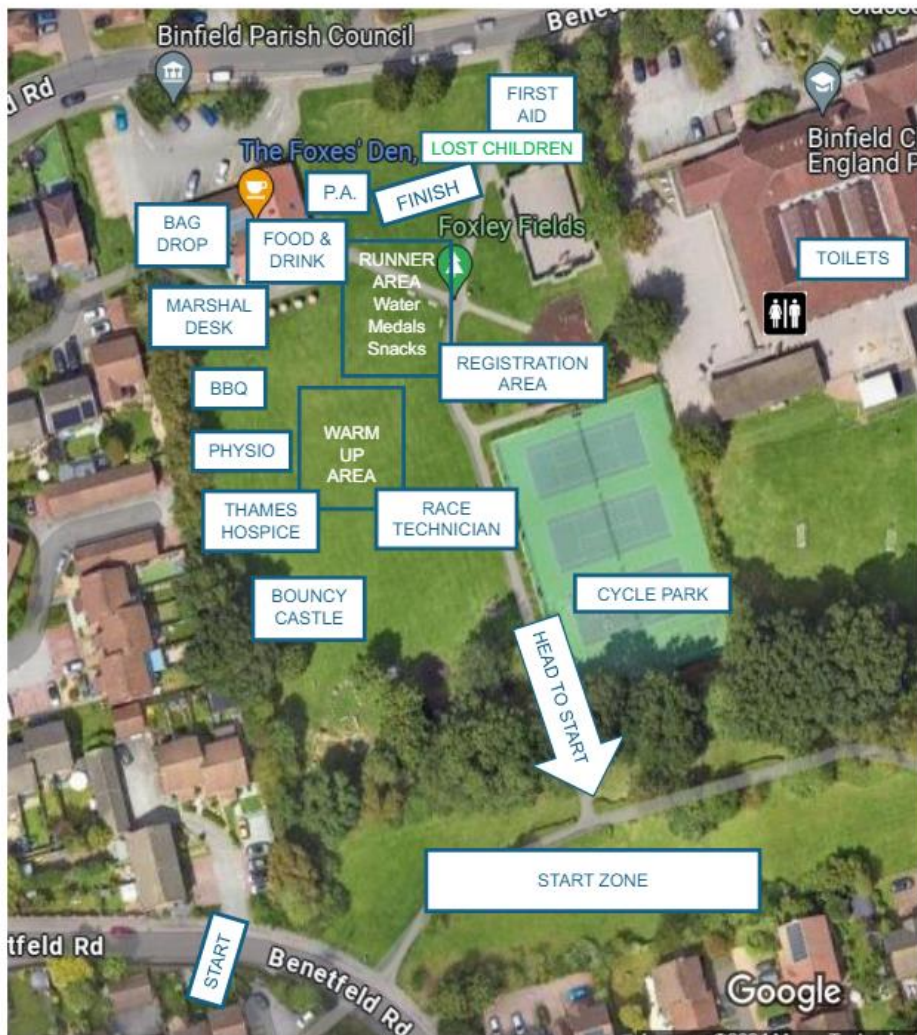 Binfield Parish Council
Rd
FIRST
AID
LOST CHILDREN
The Foxes' Den,
P.A.
FINISH
Foxley Fields
BAG
DROP
FOOD &
DRINK
RUNNER
AREA
Water
Medals
Snacks
TOILETS
MARSHAL
DESK
REGISTRATION
AREA
BBQ
WARM
UP
AREA
PHYSIO
THAMES
HOSPICE
RACE
TECHNICIAN
BOUNCY
CASTLE
CYCLE PARK
HEAD TO START
START ZONE
START
tfeld Rd
Benetfeld Rd
Google